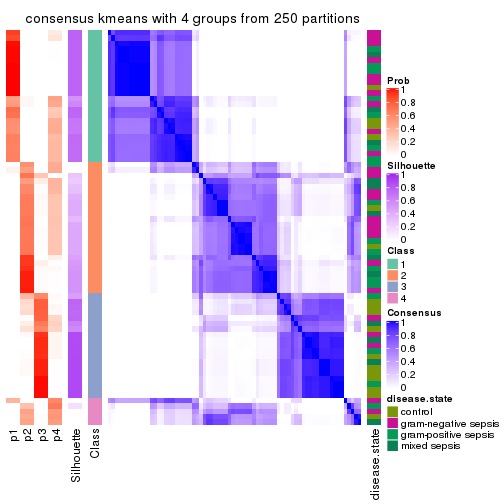 consensus kmeans with 4 groups from 250 partitions
p1
p2
p3
p4
Silhouette
Class
disease.state
Prob
1
0.8
0.6
0.4
0.2
0
Silhouette
1
0.8
0.6
0.4
0.2
0
Class
1
2
3
4
Consensus
1
0.8
0.6
0.4
0.2
0
disease.state
control
gram-negative sepsis
gram-positive sepsis
mixed sepsis